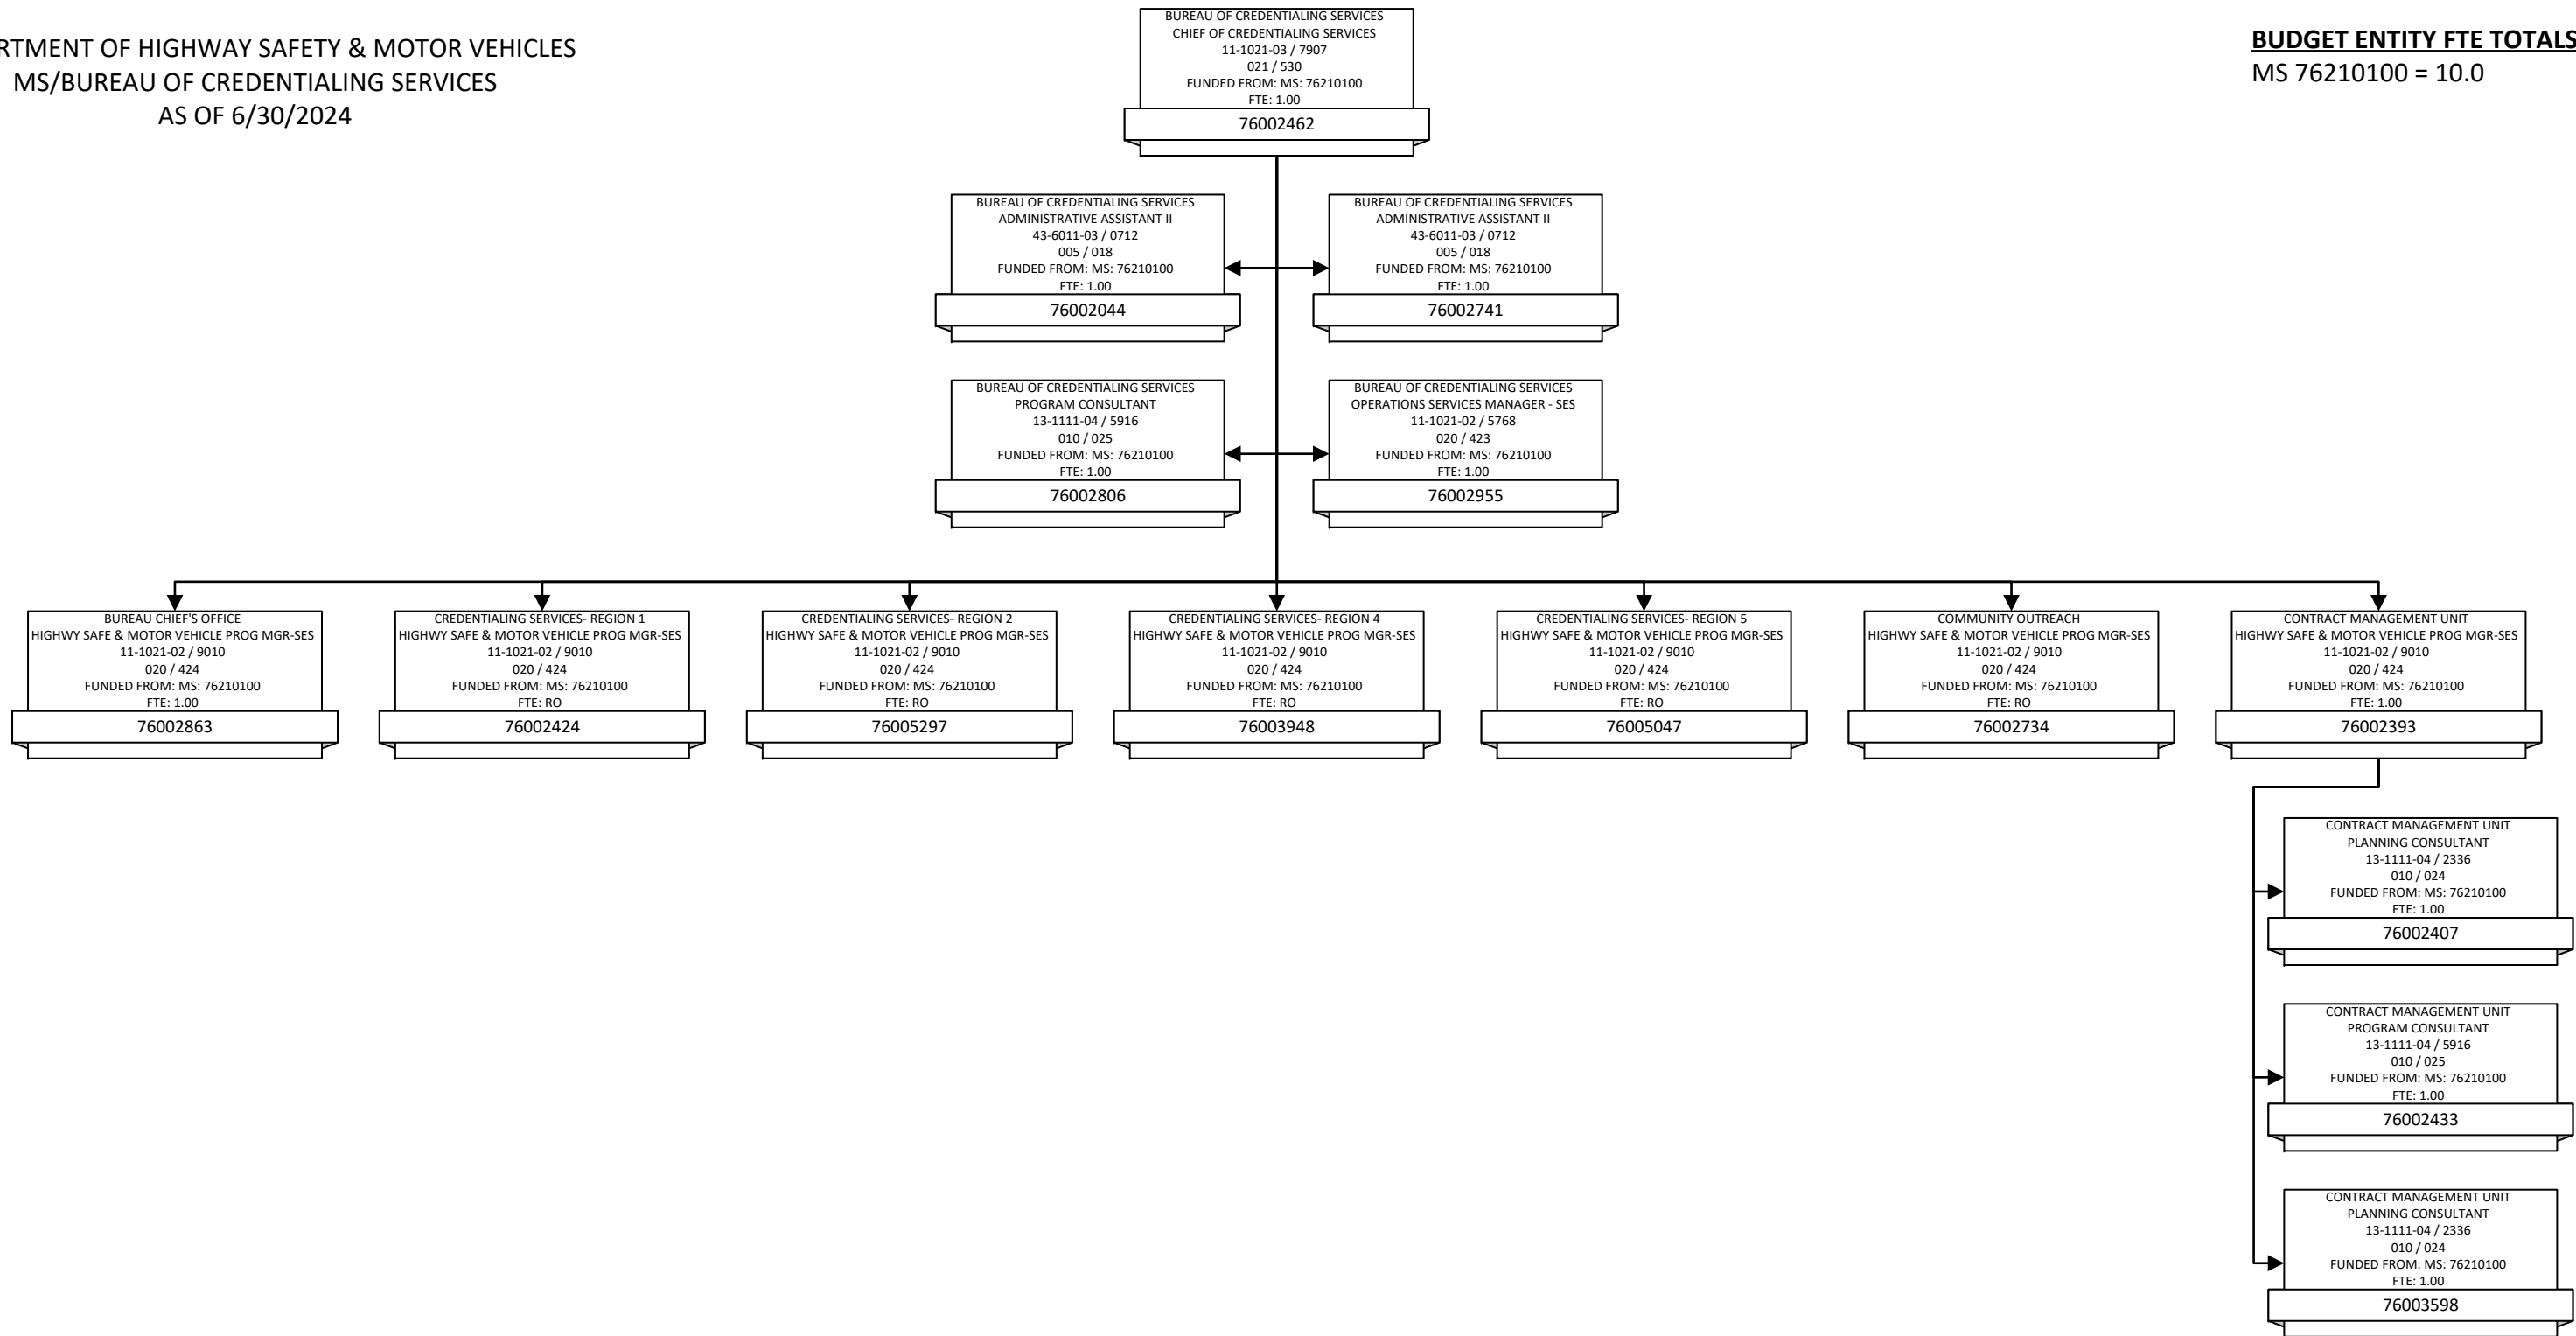 RTMENT OF HIGHWAY SAFETY & MOTOR VEHICLES
MS/BUREAU OF CREDENTIALING SERVICES
AS OF 6/30/2024
BUREAU OF CREDENTIALING SERVICES
CHIEF OF CREDENTIALING SERVICES
11-1021-03 / 7907
021 / 530
FUNDED FROM: MS: 76210100
FTE: 1.00
76002462
BUDGET ENTITY FTE TOTALS
MS 76210100 = 10.0
BUREAU OF CREDENTIALING SERVICES
ADMINISTRATIVE ASSISTANT II
43-6011-03 / 0712
005 / 018
FUNDED FROM: MS: 76210100
FTE: 1.00
76002044
BUREAU OF CREDENTIALING SERVICES
ADMINISTRATIVE ASSISTANT II
43-6011-03 / 0712
005 / 018
FUNDED FROM: MS: 76210100
FTE: 1.00
76002741
BUREAU OF CREDENTIALING SERVICES
PROGRAM CONSULTANT
13-1111-04 / 5916
010 / 025
FUNDED FROM: MS: 76210100
FTE: 1.00
76002806
BUREAU OF CREDENTIALING SERVICES
OPERATIONS SERVICES MANAGER - SES
11-1021-02 / 5768
020 / 423
FUNDED FROM: MS: 76210100
FTE: 1.00
76002955
BUREAU CHIEF'S OFFICE
HIGHWY SAFE & MOTOR VEHICLE PROG MGR-SES
11-1021-02 / 9010
020 / 424
FUNDED FROM: MS: 76210100
FTE: 1.00
76002863
CREDENTIALING SERVICES- REGION 1
HIGHWY SAFE & MOTOR VEHICLE PROG MGR-SES
11-1021-02 / 9010
020 / 424
FUNDED FROM: MS: 76210100
FTE: RO
76002424
CREDENTIALING SERVICES- REGION 2
HIGHWY SAFE & MOTOR VEHICLE PROG MGR-SES
11-1021-02 / 9010
020 / 424
FUNDED FROM: MS: 76210100
FTE: RO
76005297
CREDENTIALING SERVICES- REGION 4
HIGHWY SAFE & MOTOR VEHICLE PROG MGR-SES
11-1021-02 / 9010
020 / 424
FUNDED FROM: MS: 76210100
FTE: RO
76003948
CREDENTIALING SERVICES- REGION 5
HIGHWY SAFE & MOTOR VEHICLE PROG MGR-SES
11-1021-02 / 9010
020 / 424
FUNDED FROM: MS: 76210100
FTE: RO
76005047
COMMUNITY OUTREACH
HIGHWY SAFE & MOTOR VEHICLE PROG MGR-SES
11-1021-02 / 9010
020 / 424
FUNDED FROM: MS: 76210100
FTE: RO
76002734
CONTRACT MANAGEMENT UNIT
HIGHWY SAFE & MOTOR VEHICLE PROG MGR-SES
11-1021-02 / 9010
020 / 424
FUNDED FROM: MS: 76210100
FTE: 1.00
76002393
CONTRACT MANAGEMENT UNIT
PLANNING CONSULTANT
13-1111-04 / 2336
010 / 024
FUNDED FROM: MS: 76210100
FTE: 1.00
76002407
CONTRACT MANAGEMENT UNIT
PROGRAM CONSULTANT
13-1111-04 / 5916
010 / 025
FUNDED FROM: MS: 76210100
FTE: 1.00
76002433
CONTRACT MANAGEMENT UNIT
PLANNING CONSULTANT
13-1111-04 / 2336
010 / 024
FUNDED FROM: MS: 76210100
FTE: 1.00
76003598